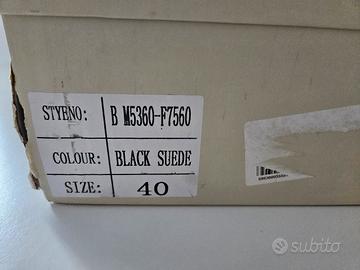 STYENO: B M5360-F7560
COLOUR: BLACK SUEDE
SIZE: 40
subito